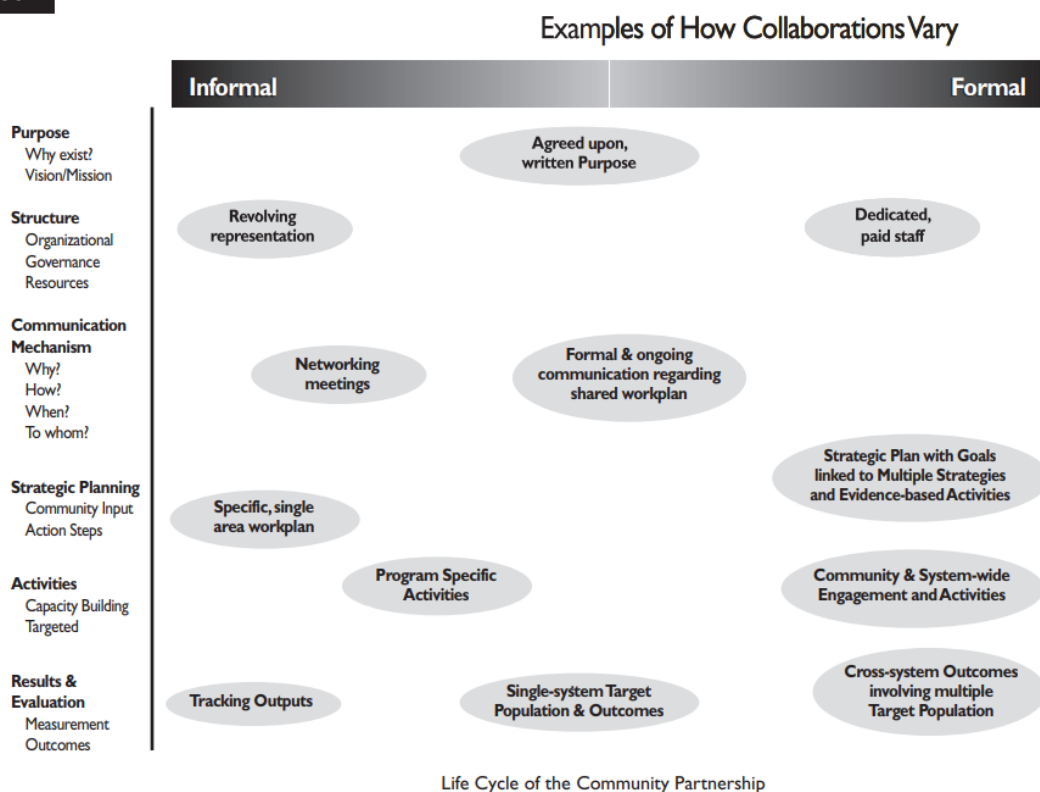 Examples of How Collaborations Vary
Informal
Formal
Purpose
Why exist?
Vision/Mission
Agreed upon,
written Purpose
Structure
Organizational
Governance
Resources
Revolving
representation
Dedicated,
paid staff
Communication
Mechanism
Why?
How?
When?
To whom?
Networking
meetings
Formal & ongoing
communication regarding
shared workplan
Strategic Planning
Community Input
Action Steps
Specific, single
area workplan
Strategic Plan with Goals
linked to Multiple Strategies
and Evidence-based Activities
Activities
Capacity Building
Targeted
Program Specific
Activities
Community & System-wide
Engagement and Activities
Results &
Evaluation
Measurement
Outcomes
Tracking Outputs
Single-system Target
Population & Outcomes
Cross-system Outcomes
involving multiple
Target Population
Life Cycle of the Community Partnership